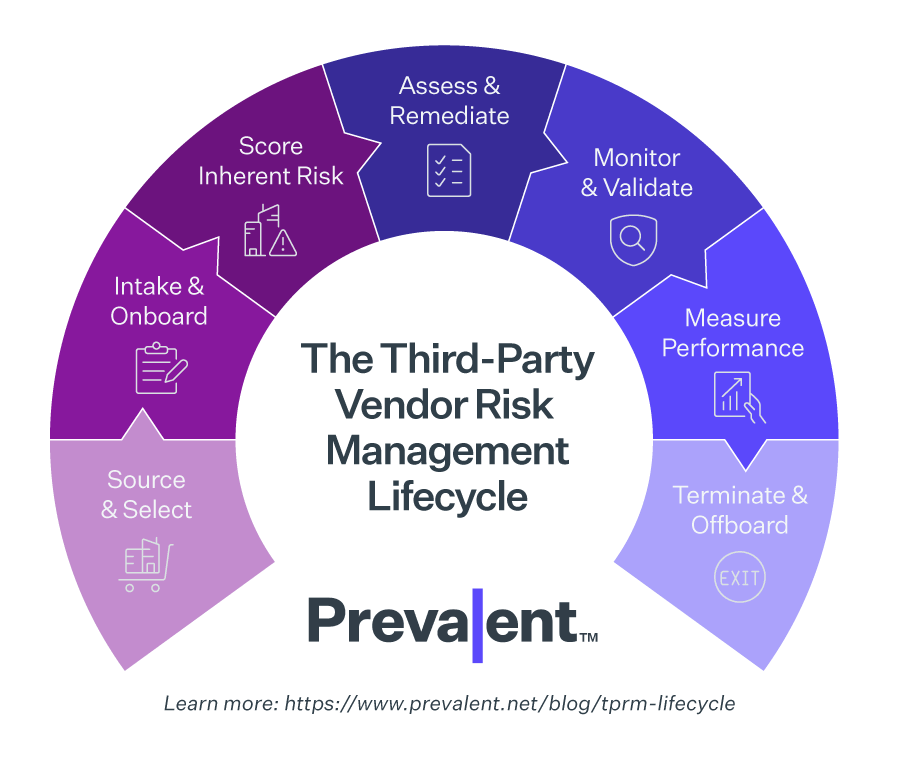 Assess &
Remediate
Score
Inherent Risk
Monitor
& Validate
Intake &
Onboard
Measure
Performance
The Third-Party
Vendor Risk
Management
Lifecycle
Source
& Select
Terminate &
Offboard
EXIT
Prevalent™
Learn more: https://www.prevalent.net/blog/tprm-lifecycle